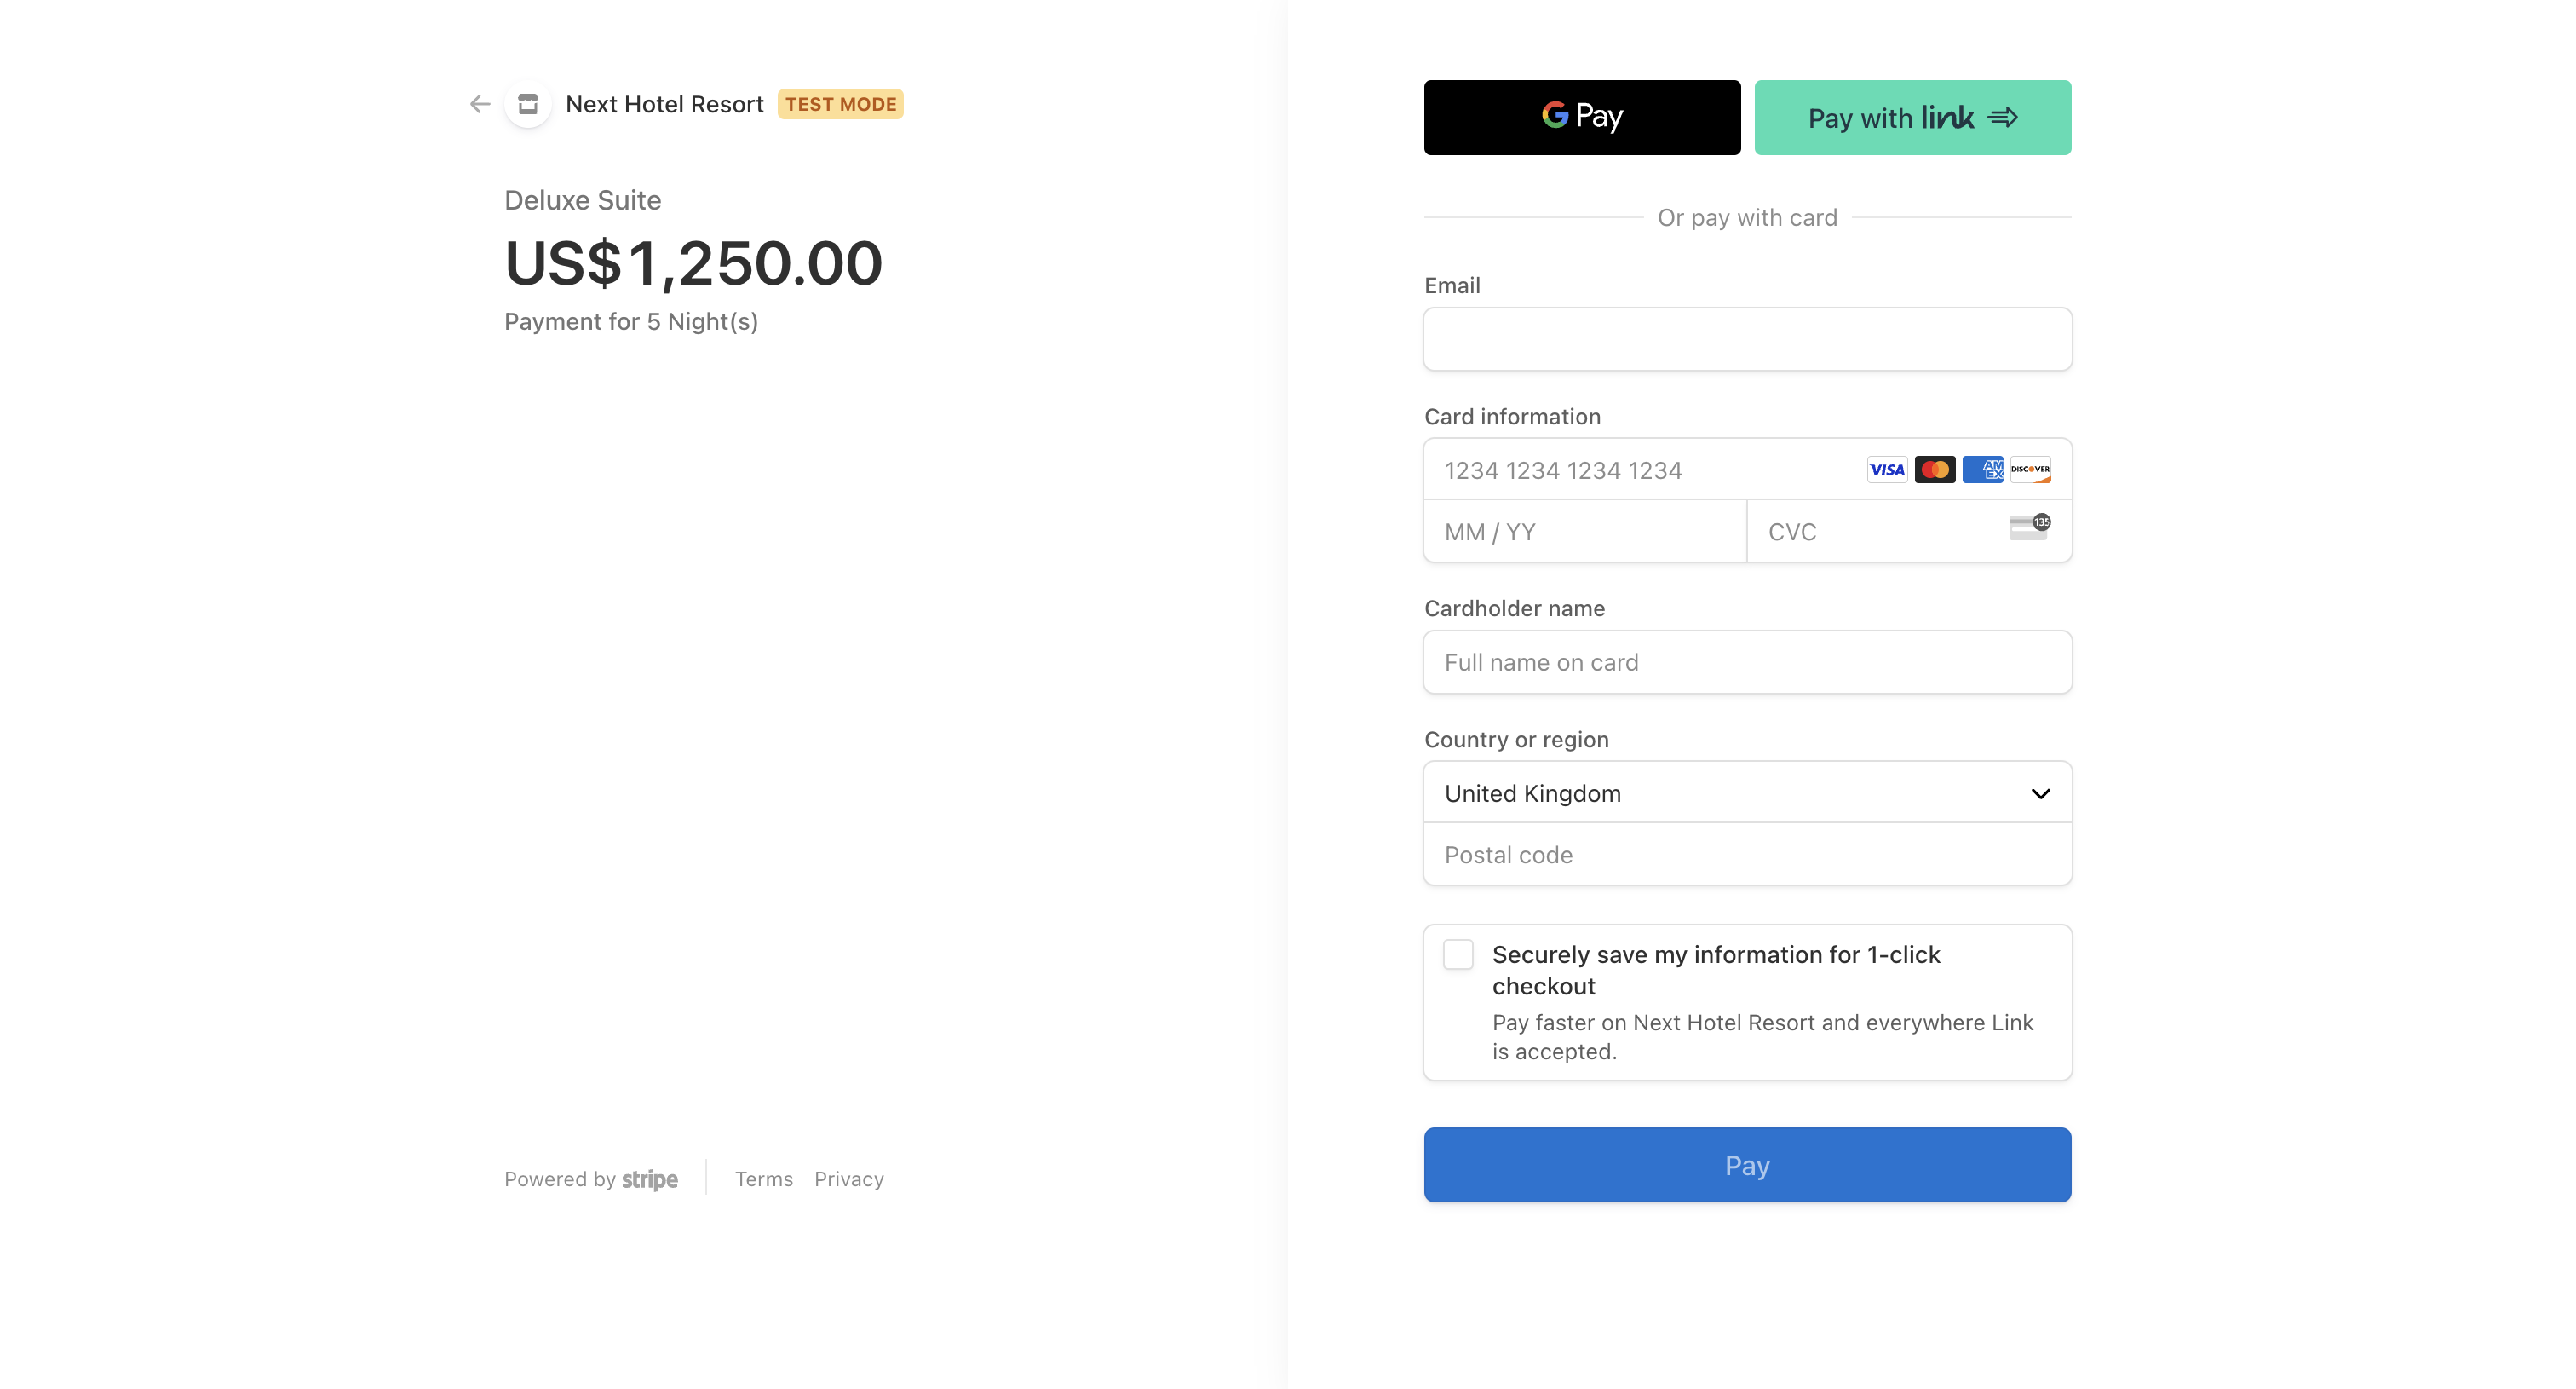 Next Hotel Resort TEST MODE
Deluxe Suite
US$1,250.00
Payment for 5 Night(s)
Powered by stripe
Terms Privacy
G Pay
Pay with link
Or pay with card
Email
Card information
1234 1234 1234 1234
VISA
AM
EX
DISCOVER
MM / YY
CVC
135
Cardholder name
Full name on card
Country or region
United Kingdom
Postal code
Securely save my information for 1-click
checkout
Pay faster on Next Hotel Resort and everywhere Link
is accepted.
Pay